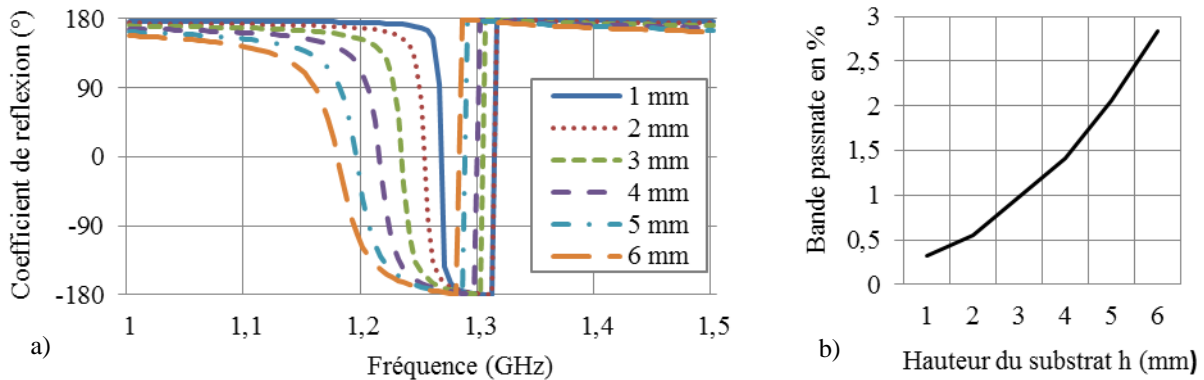 Coefficient de reflexion (°)
180
90
0
-90
-180
1
1,1
1,2
1,3
1,4
1,5
Fréquence (GHz)
1 mm
2 mm
3 mm
4 mm
5 mm
6 mm
a)
Bande passnate en %
3
2,5
2
1,5
1
0,5
0
1
2
3
4
5
6
Hauteur du substrat h (mm)
b)